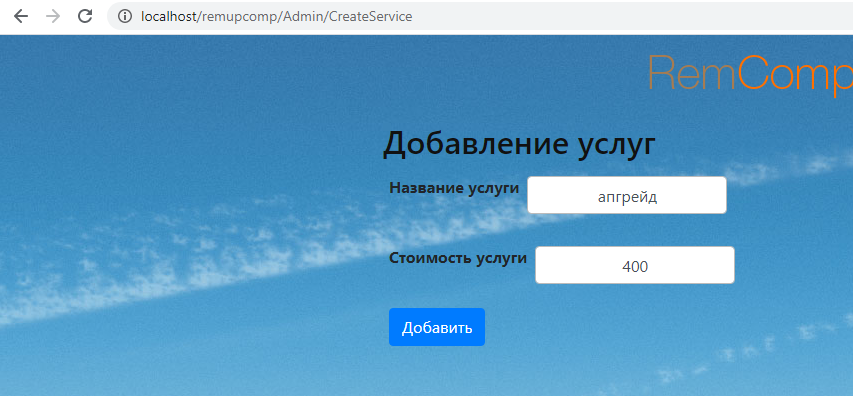 localhost/remupcomp/Admin/CreateService
RemComp
Добавление услуг
Название услуги апгрейд
Стоимость услуги 400
Добавить